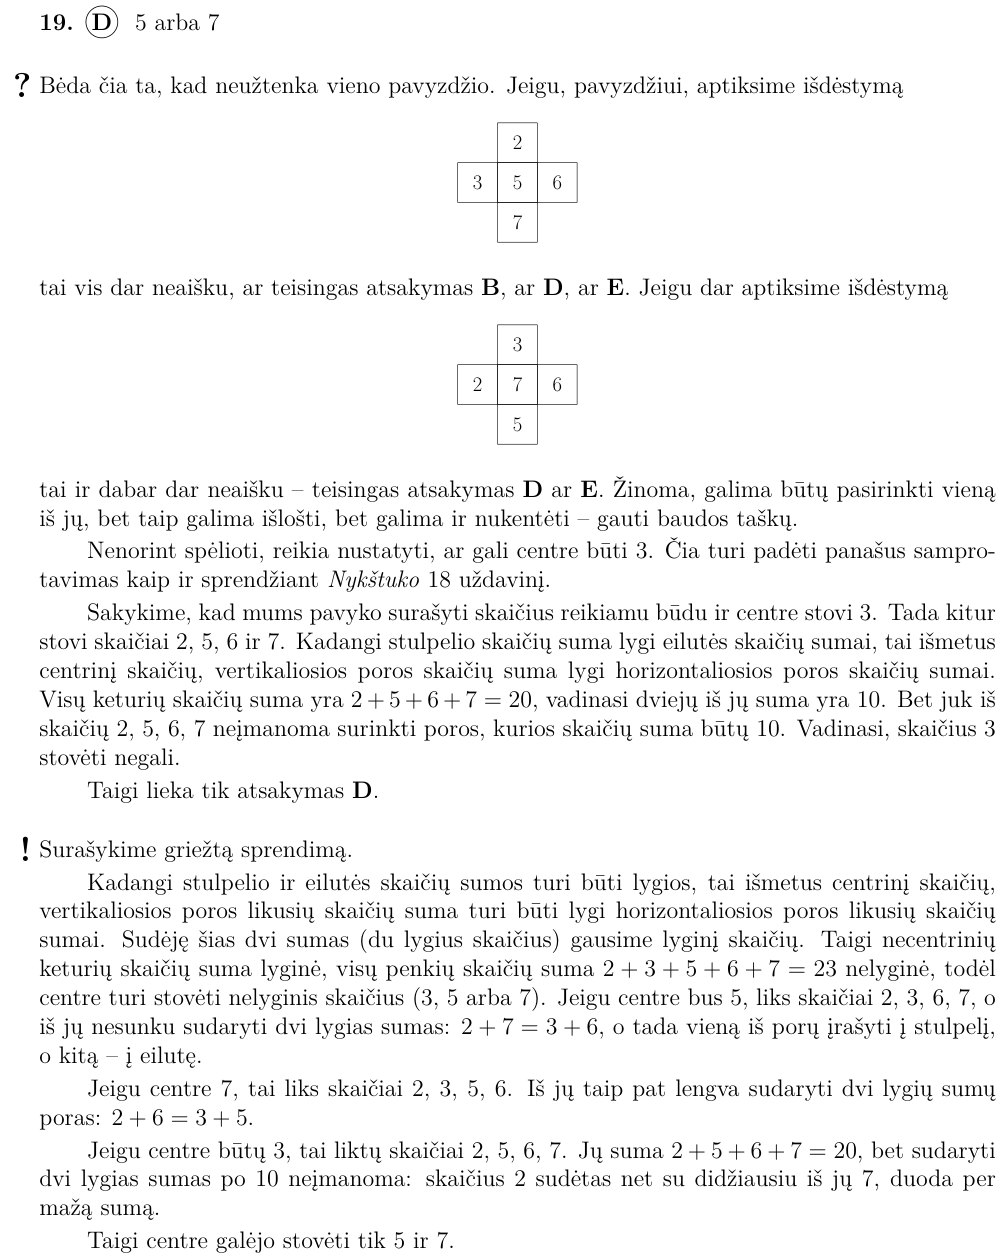 19. D 5 arba 7
? Bėda čia ta, kad neužtenka vieno pavyzdžio. Jeigu, pavyzdžiui, aptiksime išdėstymą
2
3 5 6
7
tai vis dar neaišku, ar teisingas atsakymas B, ar D, ar E. Jeigu dar aptiksime išdėstymą
3
2 7 6
5
tai ir dabar dar neaišku – teisingas atsakymas D ar E. Žinoma, galima būtų pasirinkti vieną
iš jų, bet taip galima išlošti, bet galima ir nukentėti – gauti baudos taškų.
Nenorint spėlioti, reikia nustatyti, ar gali centre būti 3. Čia turi padėti panašus sampro-
tavimas kaip ir sprendžiant Nykštuko 18 uždavinį.
Sakykime, kad mums pavyko surašyti skaičius reikiamu būdu ir centre stovi 3. Tada kitur
stovi skaičiai 2, 5, 6 ir 7. Kadangi stulpelio skaičių suma lygi eilutės skaičių sumai, tai išmetus
centrinį skaičių, vertikaliosios poros skaičių suma lygi horizontaliosios poros skaičių sumai.
Visų keturių skaičių suma yra 2 + 5 + 6 + 7 = 20, vadinasi dviejų iš jų suma yra 10. Bet juk iš
skaičių 2, 5, 6, 7 neįmanoma surinkti poros, kurios skaičių suma būtų 10. Vadinasi, skaičius 3
stovėti negali.
Taigi lieka tik atsakymas D.
! Surašykime griežtą sprendimą.
Kadangi stulpelio ir eilutės skaičių sumos turi būti lygios, tai išmetus centrinį skaičių,
vertikaliosios poros likusių skaičių suma turi būti lygi horizontaliosios poros likusių skaičių
sumai. Sudėję šias dvi sumas (du lygius skaičius) gausime lyginį skaičių. Taigi necentrinių
keturių skaičių suma lyginė, visų penkių skaičių suma 2 + 3 + 5 + 6 + 7 = 23 nelyginė, todėl
centre turi stovėti nelyginis skaičius (3, 5 arba 7). Jeigu centre bus 5, liks skaičiai 2, 3, 6, 7, o
iš jų nesunku sudaryti dvi lygias sumas: 2 + 7 = 3 + 6, o tada vieną iš porų įrašyti į stulpelį,
o kitą – į eilutę.
Jeigu centre 7, tai liks skaičiai 2, 3, 5, 6. Iš jų taip pat lengva sudaryti dvi lygių sumų
poras: 2 + 6 = 3 + 5.
Jeigu centre būtų 3, tai liktų skaičiai 2, 5, 6, 7. Jų suma 2 + 5 + 6 + 7 = 20, bet sudaryti
dvi lygias sumas po 10 neįmanoma: skaičius 2 sudėtas net su didžiausiu iš jų 7, duoda per
mažą sumą.
Taigi centre galėjo stovėti tik 5 ir 7.